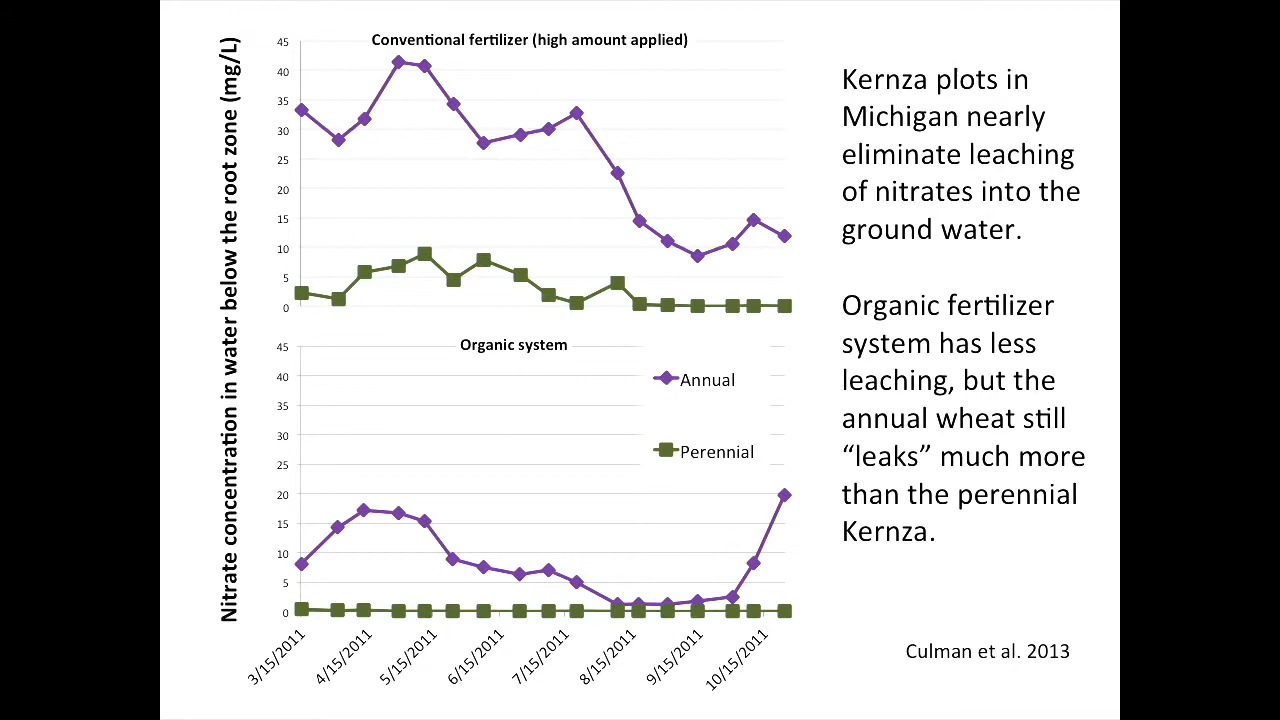 Nitrate concentration in water below the root zone (mg/L)
Conventional fertilizer (high amount applied)
45
40
35
30
25
20
15
10
5
0
Organic system
45
40
35
30
25
20
15
10
5
0
Annual
Perennial
3/15/2011
4/15/2011
5/15/2011
6/15/2011
7/15/2011
8/15/2011
9/15/2011
10/15/2011
Kernza plots in
Michigan nearly
eliminate leaching
of nitrates into the
ground water.
Organic fertilizer
system has less
leaching, but the
annual wheat still
“leaks” much more
than the perennial
Kernza.
Culman et al. 2013